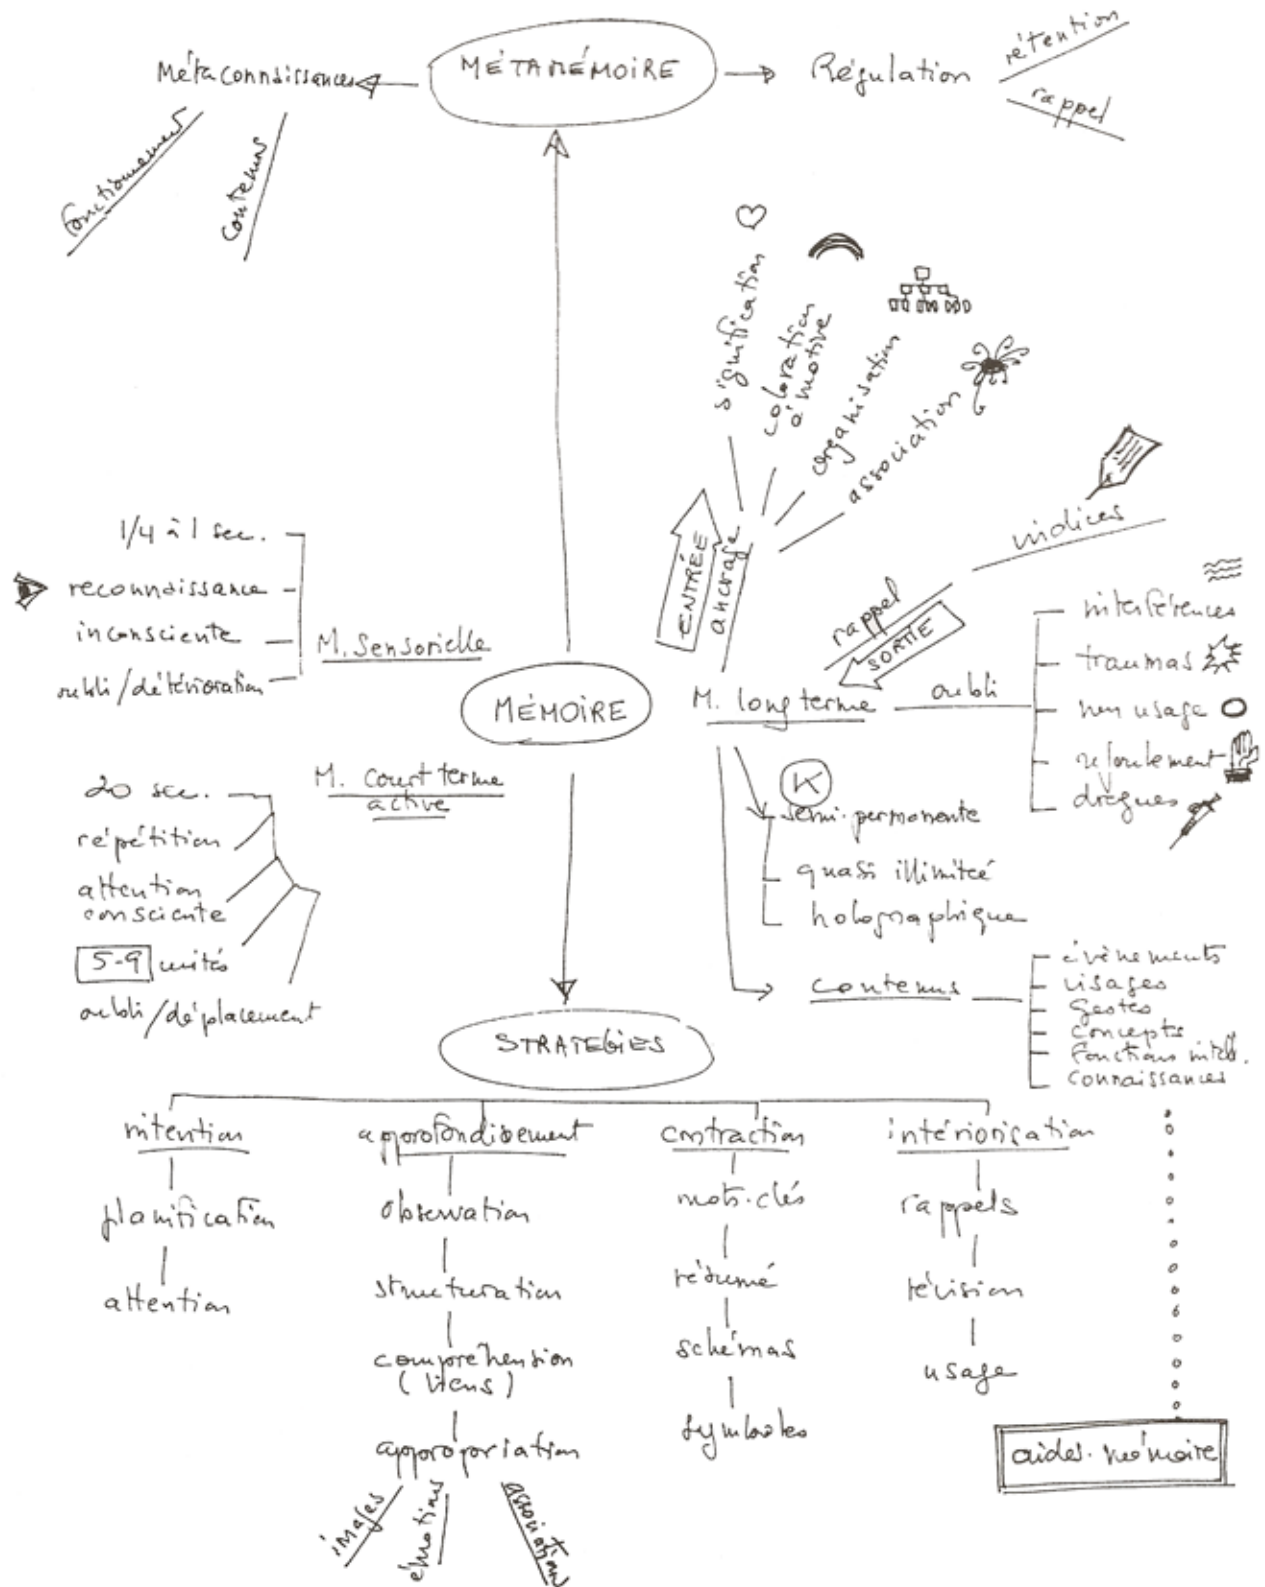 MÉTAMÉMOIRE
Métaconnaissances
fonctionnement
contenus
Régulation
rétention
rappel
signification
coloration
émotive
organisation
association
ENTRÉE
ancrage
indices
rappel
SORTIE
1/4 à 1 sec.
reconnaissance
inconsciente
oubli/détérioration
M. Sensorielle
MÉMOIRE
M. long terme
oubli
interférences
traumas
non usage
refoulement
drogues
M. Court terme
active
20 sec.
répétition
attention
consciente
5-9 unités
oubli/déplacement
K
semi-permanente
quasi illimitée
holographique
contenus
évènements
visages
gestes
concepts
fonctions intell.
connaissances
STRATEGIES
intention
planification
attention
approfondissement
observation
structuration
compréhension
(liens)
appropriation
images
émotions
association
contraction
mots-clés
résumé
schémas
symboles
intériorisation
rappels
révision
usage
aides-mémoire